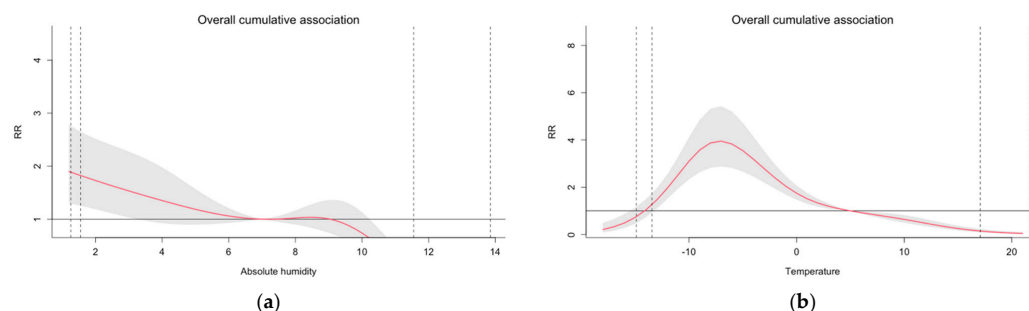 Overall cumulative association
RR
4
3
2
1
2
4
6
8
10
12
14
Absolute humidity
(a)
Overall cumulative association
RR
8
6
4
2
0
-10
0
10
20
Temperature
(b)